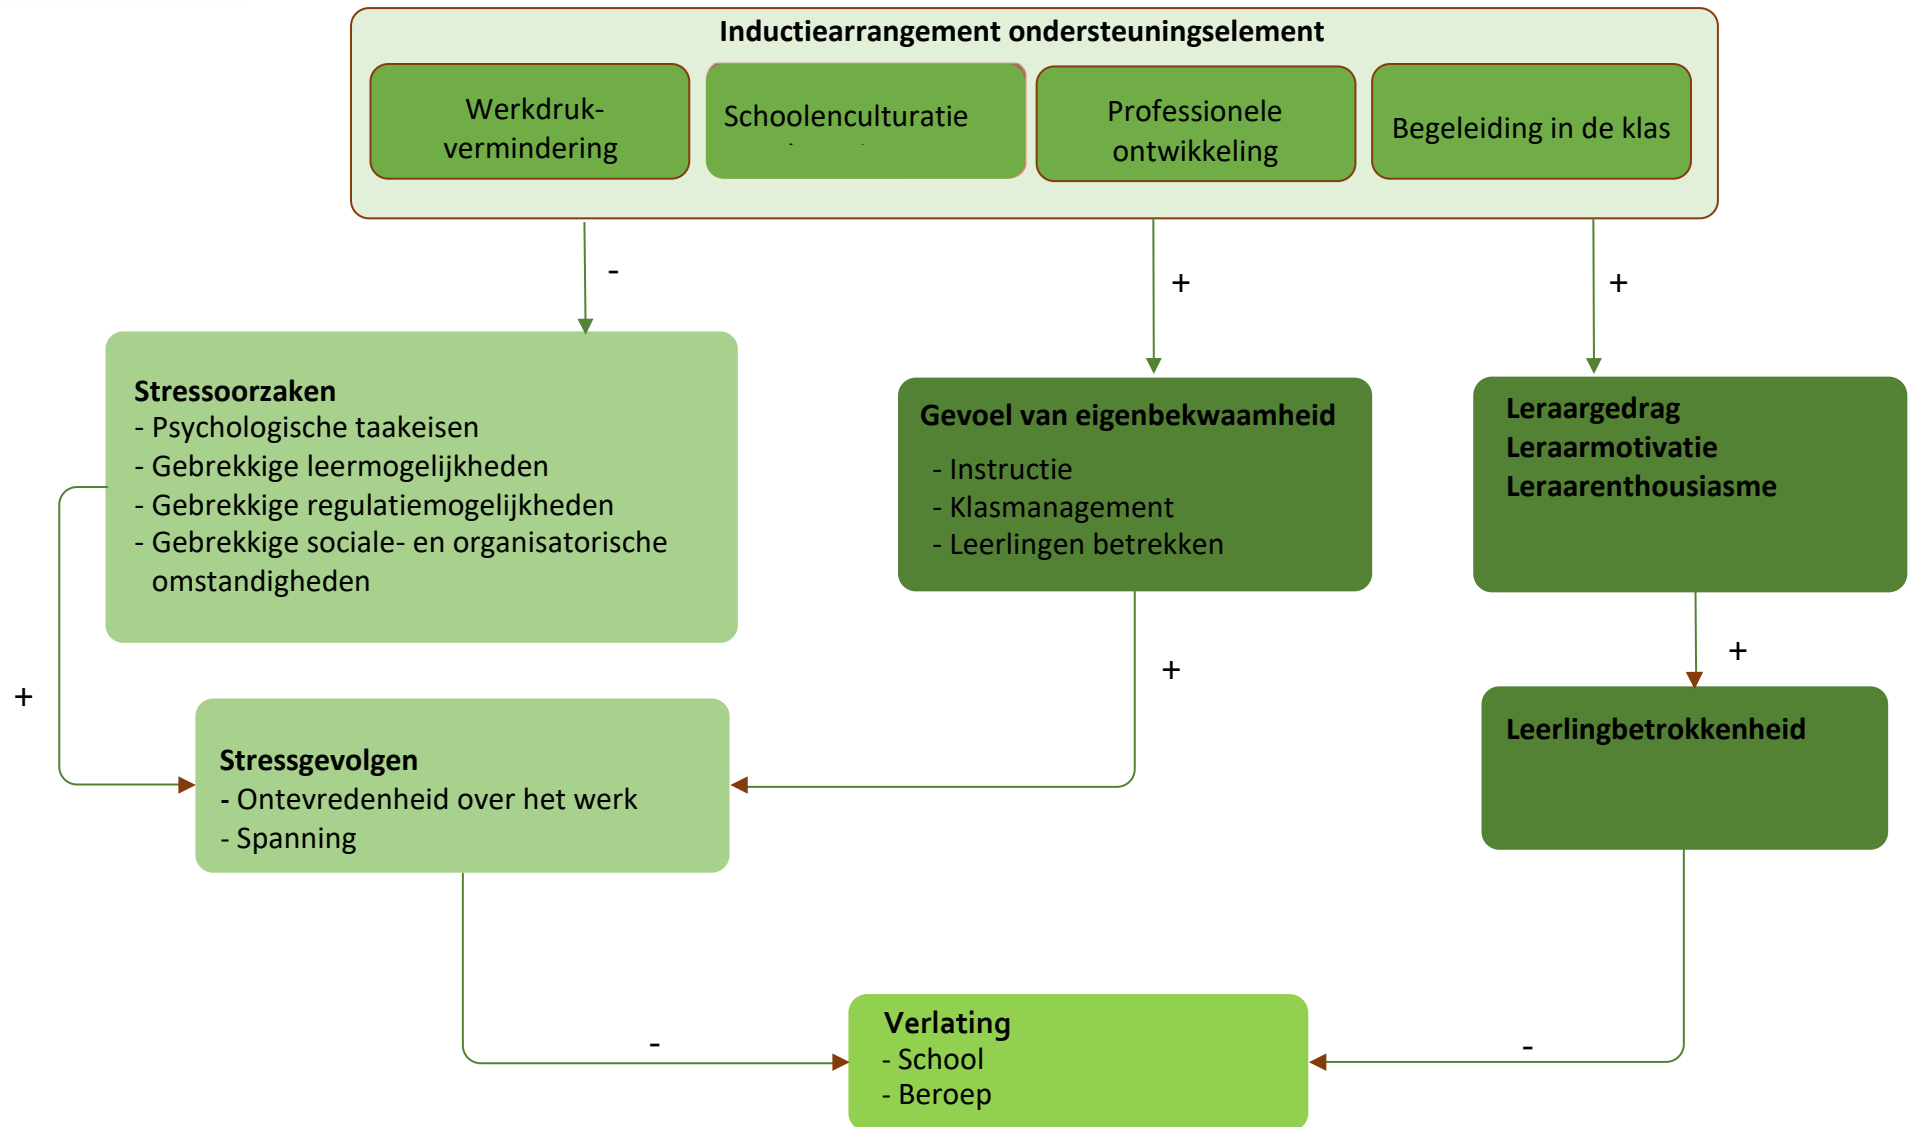 Inductiearrangement ondersteuningselement
Werkdruk-
vermindering
Schoolenculturatie
Professionele
ontwikkeling
Begeleiding in de klas
-
+
+
Stressoorzaken
- Psychologische taakeisen
- Gebrekkige leermogelijkheden
- Gebrekkige regulatiemogelijkheden
- Gebrekkige sociale- en organisatorische
omstandigheden
Gevoel van eigenbekwaamheid
- Instructie
- Klasmanagement
- Leerlingen betrekken
Leraargedrag
Leraarmotivatie
Leraarenthousiasme
+
+
+
Stressgevolgen
- Ontevredenheid over het werk
- Spanning
Leerlingbetrokkenheid
-
-
Verlating
- School
- Beroep